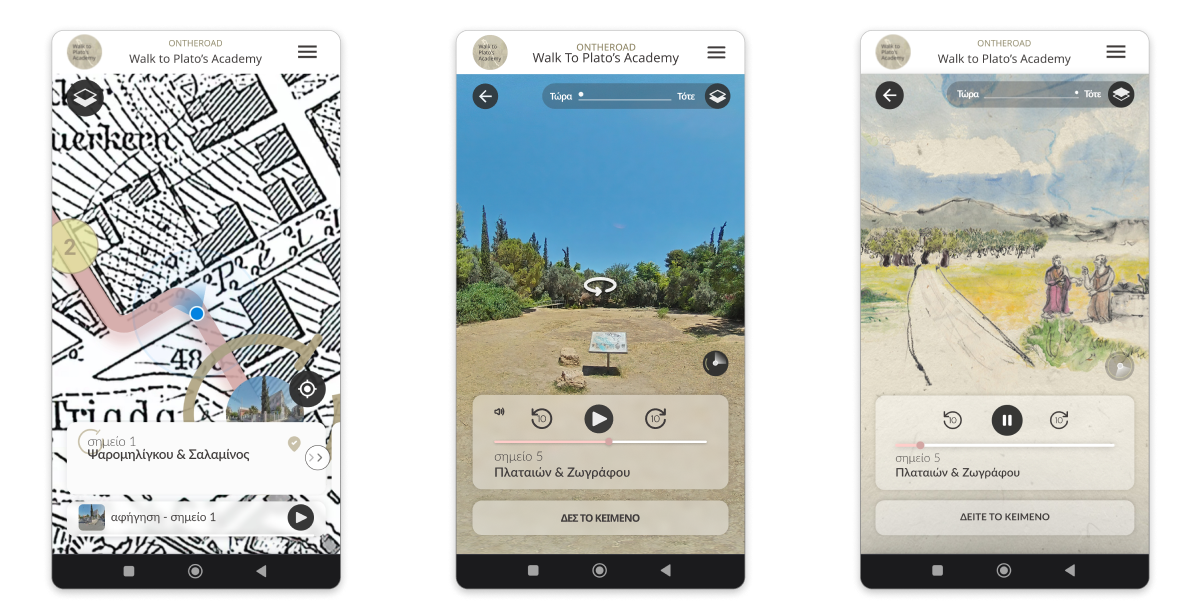 Walk to
Plato's
Academy
ONTHEROAD
Walk to Plato's Academy
uerkern
2
48
Triada
σημείο 1
Ψαρομηλίγκου & Σαλαμίνος
αφήγηση - σημείο 1
Walk to
Plato's
Academy
ONTHEROAD
Walk To Plato's Academy
Τώρα
Τότε
10
10
σημείο 5
Πλαταιών & Ζωγράφου
ΔΕΣ ΤΟ ΚΕΙΜΕΝΟ
Walk to
Plato's
Academy
ONTHEROAD
Walk to Plato's Academy
Τώρα
Τότε
10
10
σημείο 5
Πλαταιών & Ζωγράφου
ΔΕΙΤΕ ΤΟ ΚΕΙΜΕΝΟ